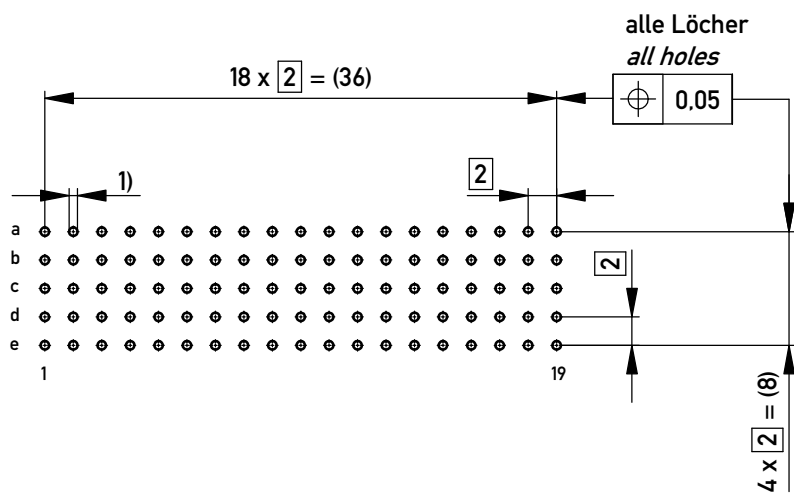 alle Löcher
all holes
18 x 2 = (36)
0,05
1)
2
a
b
c
d
e
2
1
19
4 x 2 = (8)